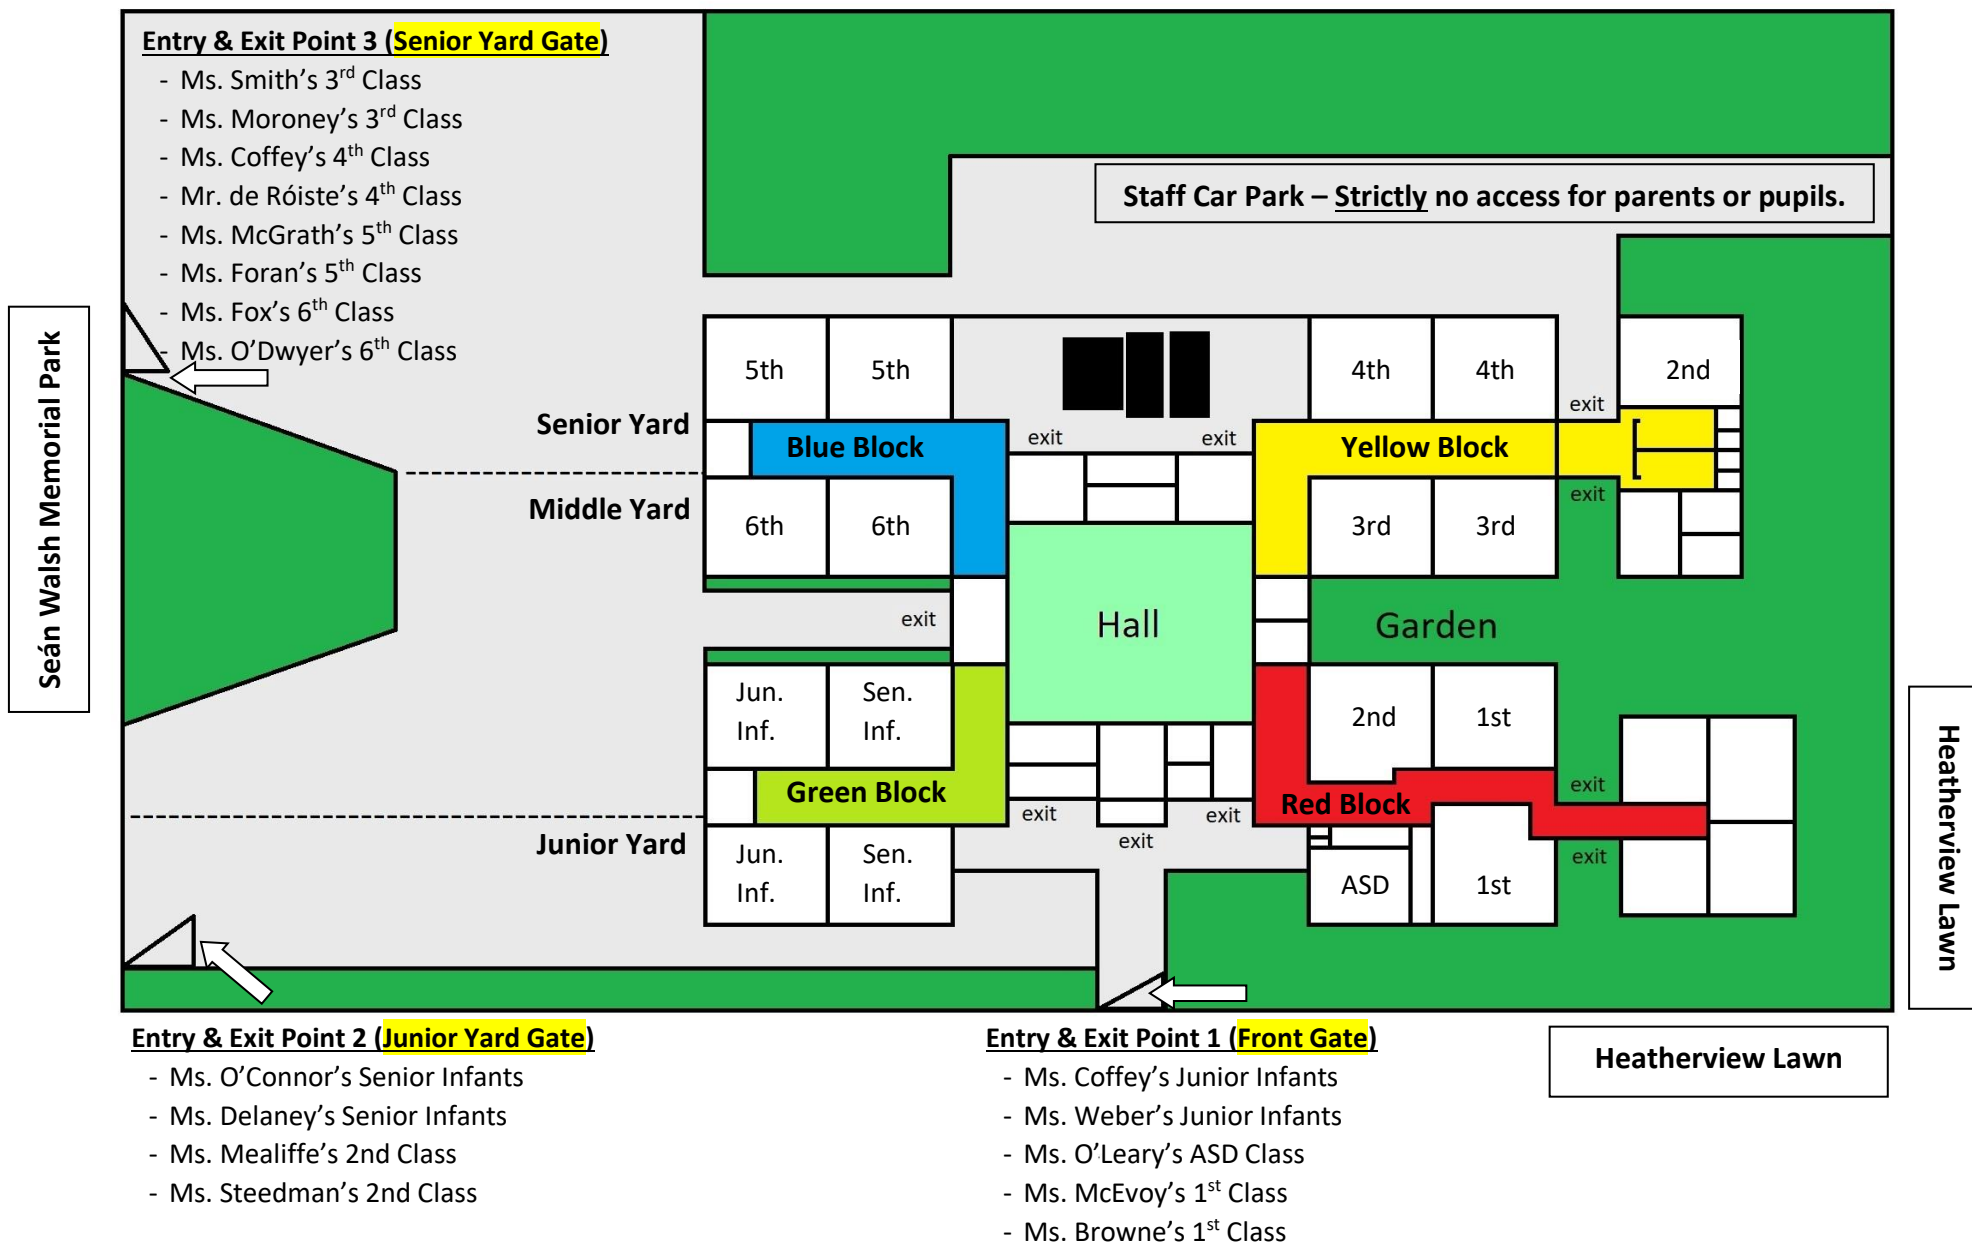 Entry & Exit Point 3 (Senior Yard Gate)
- Ms. Smith's 3rd Class
- Ms. Moroney's 3rd Class
- Ms. Coffey's 4th Class
- Mr. de Róiste's 4th Class
- Ms. McGrath's 5th Class
- Ms. Foran's 5th Class
- Ms. Fox's 6th Class
- Ms. O'Dwyer's 6th Class
Staff Car Park – Strictly no access for parents or pupils.
Seán Walsh Memorial Park
5th
5th
4th
4th
2nd
exit
Senior Yard
Blue Block
exit
exit
Yellow Block
Middle Yard
exit
6th
6th
3rd
3rd
exit
Hall
Garden
Jun.
Inf.
Sen.
Inf.
2nd
1st
Green Block
exit
exit
exit
Red Block
exit
Junior Yard
exit
Jun.
Inf.
Sen.
Inf.
ASD
1st
Heatherview Lawn
Entry & Exit Point 2 (Junior Yard Gate)
- Ms. O'Connor's Senior Infants
- Ms. Delaney's Senior Infants
- Ms. Mealiffe's 2nd Class
- Ms. Steedman's 2nd Class
Entry & Exit Point 1 (Front Gate)
- Ms. Coffey's Junior Infants
- Ms. Weber's Junior Infants
- Ms. O'Leary's ASD Class
- Ms. McEvoy's 1st Class
- Ms. Browne's 1st Class
Heatherview Lawn